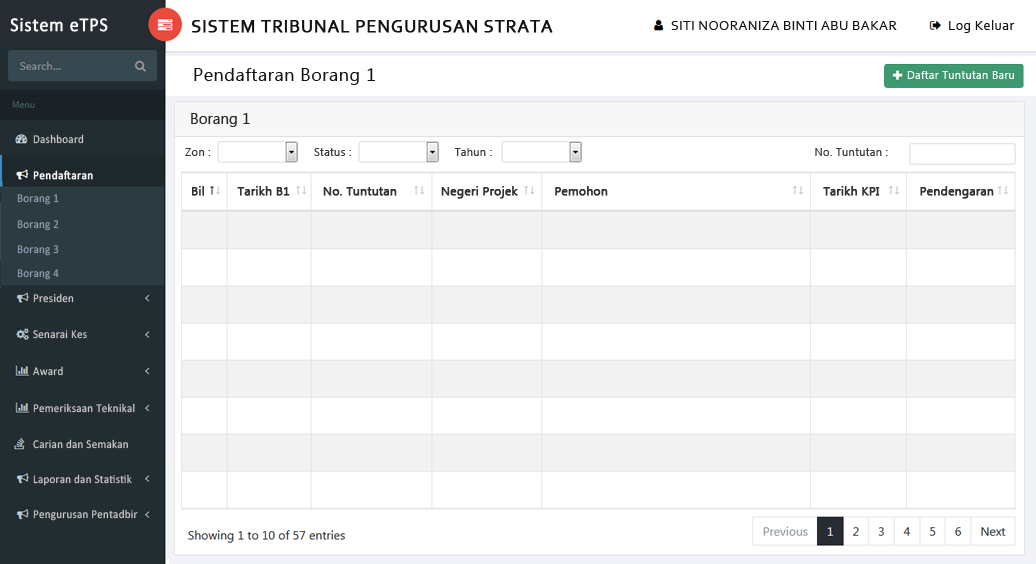 Sistem eTPS
SISTEM TRIBUNAL PENGURUSAN STRATA
SITI NOORANIZA BINTI ABU BAKAR
Log Keluar
Search...
Menu
Dashboard
Pendaftaran
Borang 1
Borang 2
Borang 3
Borang 4
Presiden
Senarai Kes
Award
Pemeriksaan Teknikal
Carian dan Semakan
Laporan dan Statistik
Pengurusan Pentadbir
Pendaftaran Borang 1
Daftar Tuntutan Baru
Borang 1
Zon : Status : Tahun : No. Tuntutan :
Bil Tarikh B1 No. Tuntutan Negeri Projek Pemohon Tarikh KPI Pendengaran
Showing 1 to 10 of 57 entries
Previous 1 2 3 4 5 6 Next